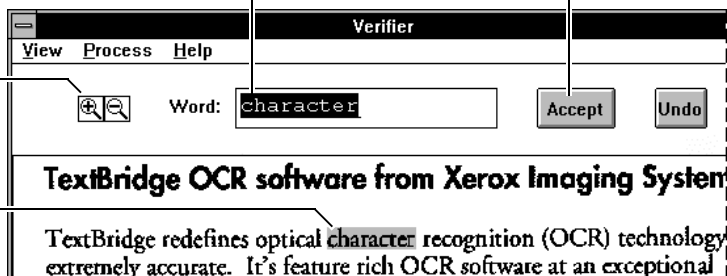 Verifier
View Process Help
Word: character Accept Undo
TextBridge OCR software from Xerox Imaging System
TextBridge redefines optical character recognition (OCR) technology
extremely accurate. It's feature rich OCR software at an exceptional